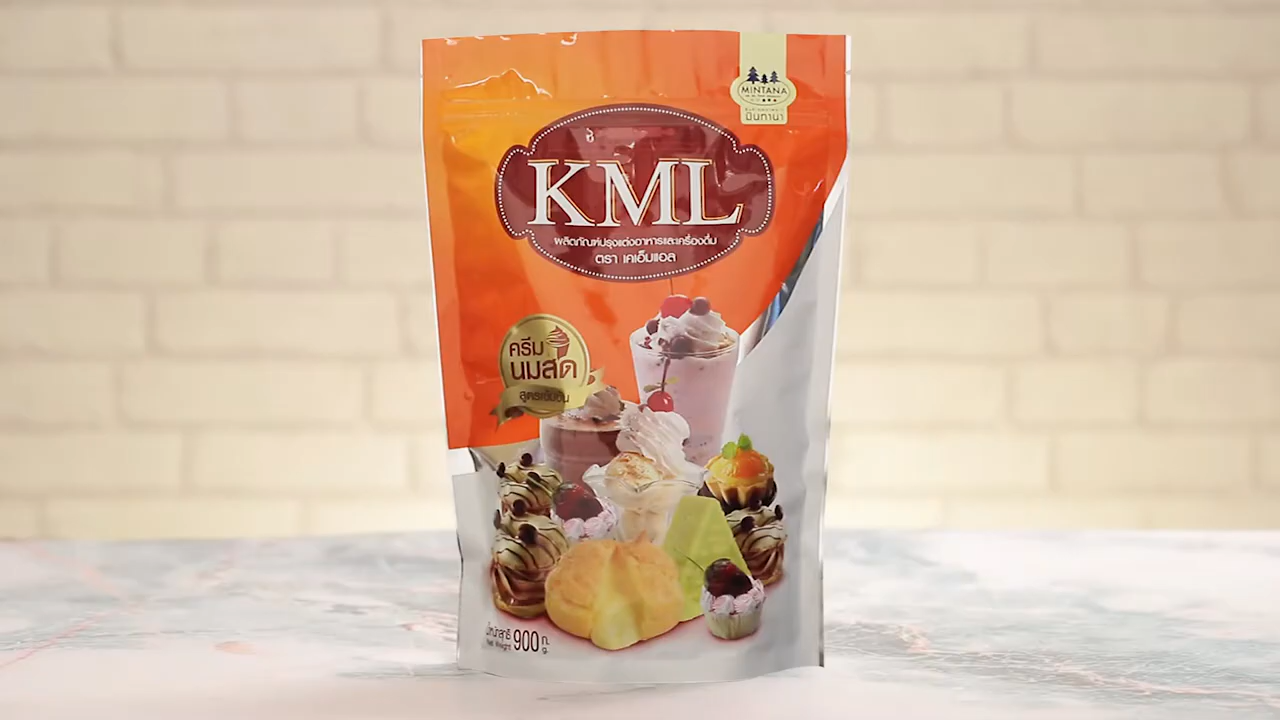 MINTANA
มินทานา
KML
ผลิตภัณฑ์ปรุงแต่งอาหารและเครื่องดื่ม
ตรา เคเอ็มแอล
ครีม
นมสด
สูตรเข้มข้น
น้ำหนักสุทธิ 900 ก.
Net Weight g.